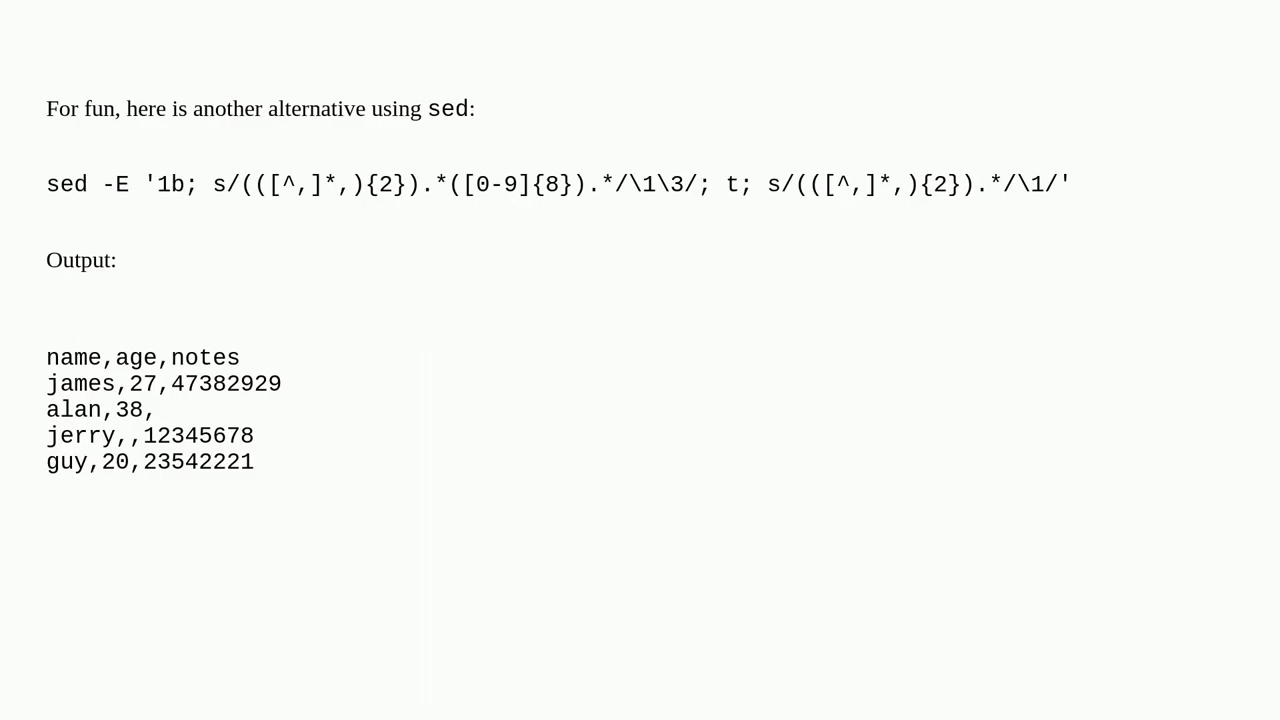 For fun, here is another alternative using sed:
sed -E '1b; s/(([^,]*,){2}).*([0-9]{8}).*/\1\3/; t; s/(([^,]*,){2}).*/\1/'
Output:
name,age,notes
james,27,47382929
alan,38,
jerry,,12345678
guy,20,23542221